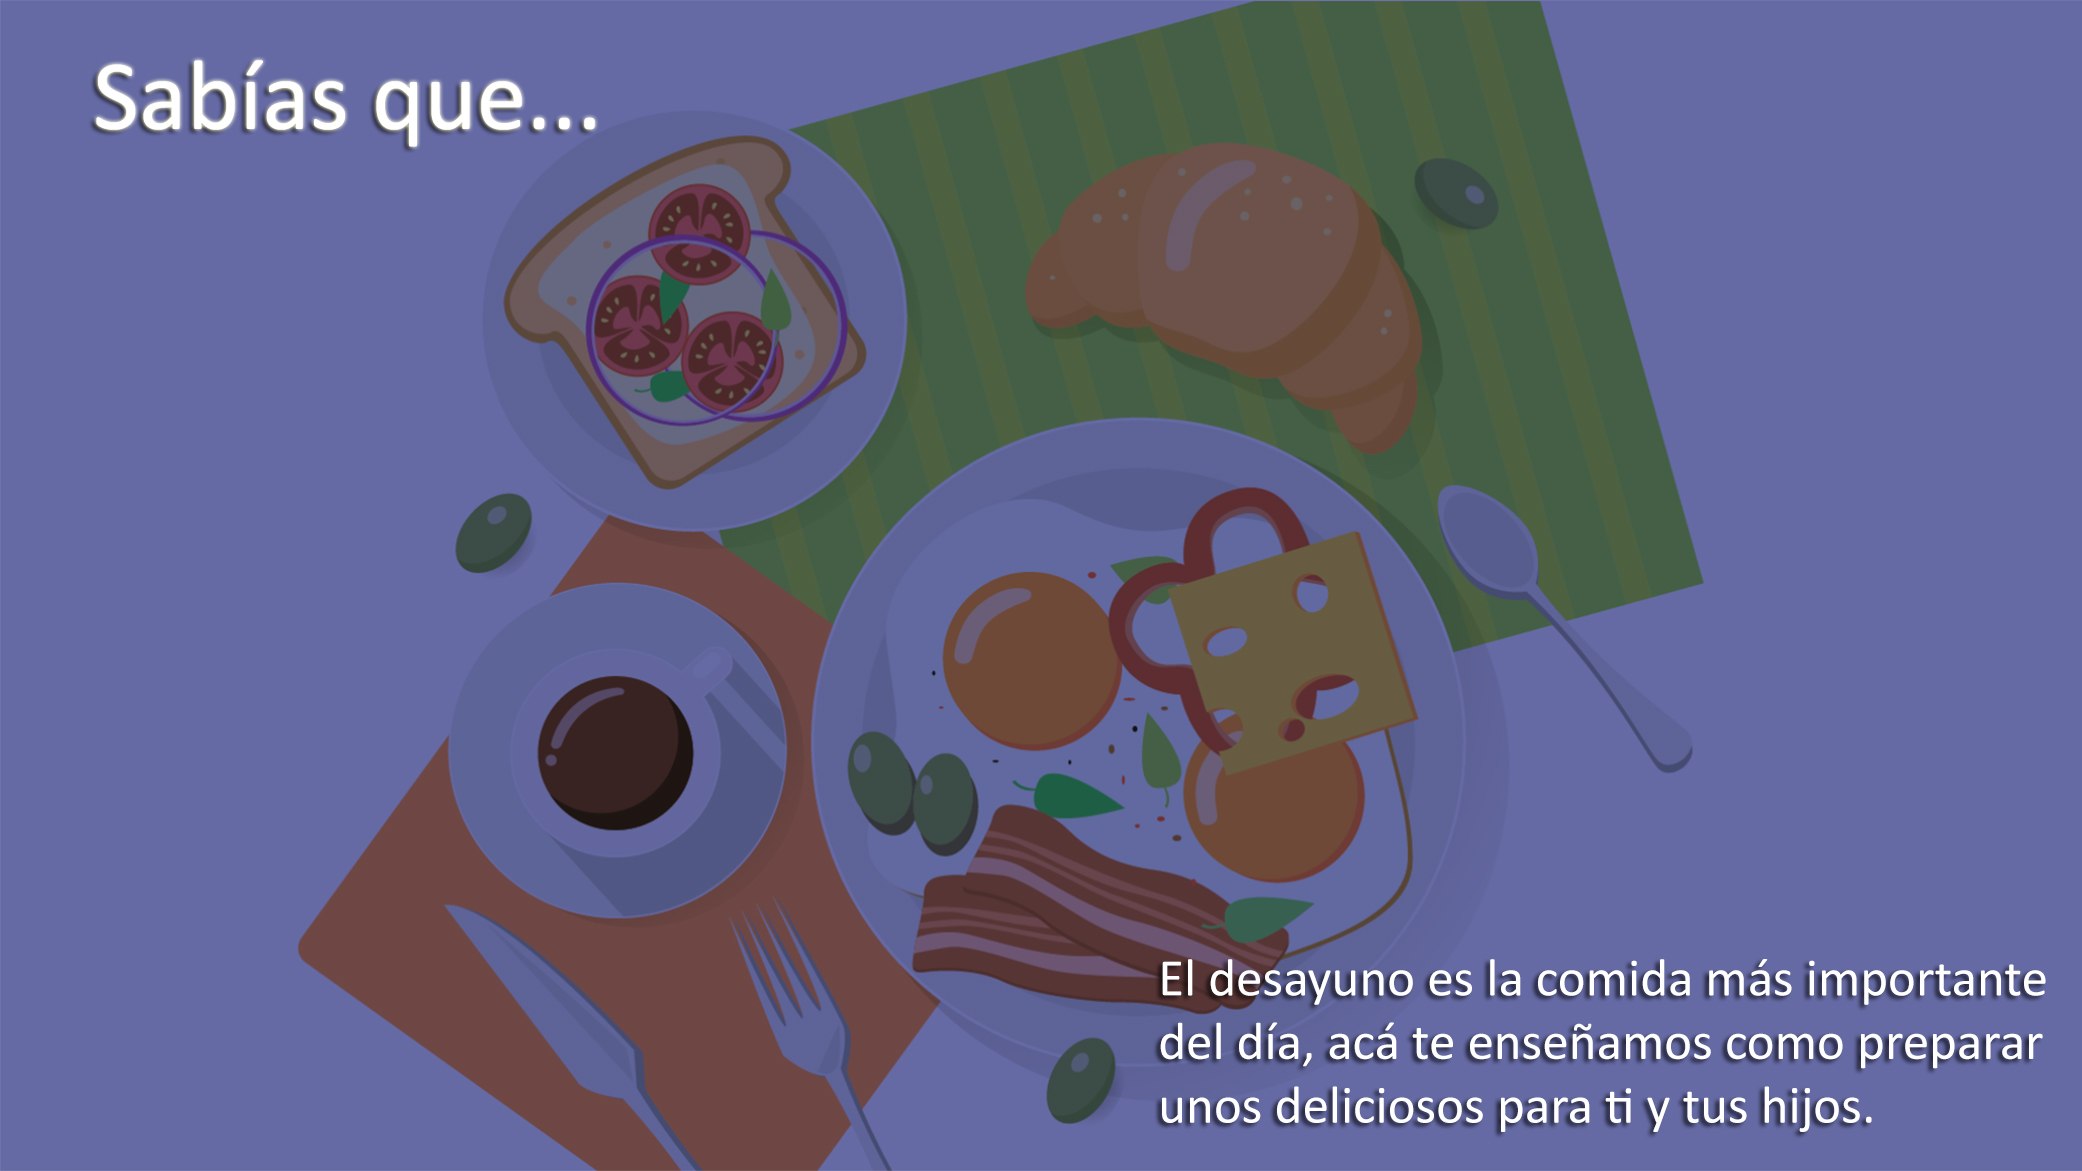 Sabías que...
El desayuno es la comida más importante
del día, acá te enseñamos como preparar
unos deliciosos para ti y tus hijos.